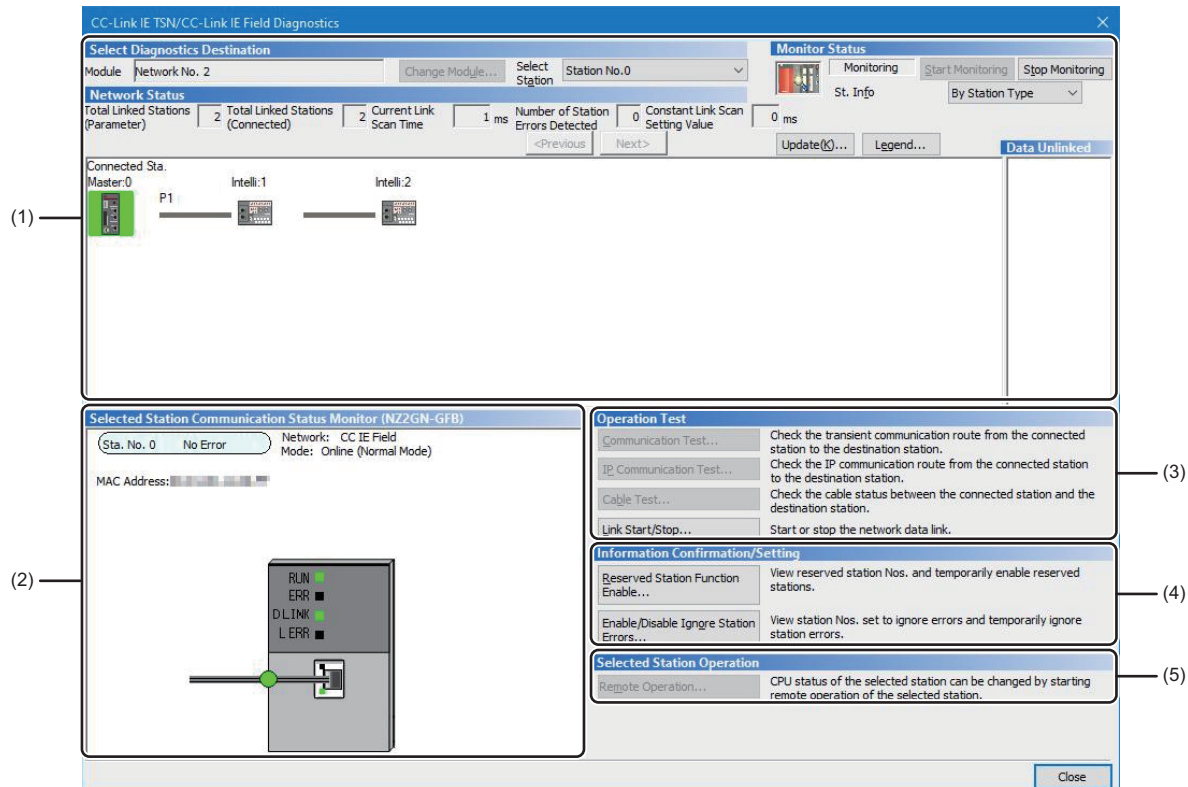 CC-Link IE TSN/CC-Link IE Field Diagnostics
Select Diagnostics Destination
Module Network No. 2 Change Module... Select Station Station No.0
Monitor Status
Monitoring Start Monitoring Stop Monitoring
St. Info By Station Type
Network Status
Total Linked Stations (Parameter) 2 Total Linked Stations (Connected) 2 Current Link Scan Time 1 ms Number of Station Errors Detected 0 Constant Link Scan Setting Value 0 ms
<Previous Next> Update(K)... Legend... Data Unlinked
Connected Sta.
Master:0 Intelli:1 Intelli:2
P1
(1)
Selected Station Communication Status Monitor (NZ2GN-GFB)
Sta. No. 0 No Error
Network: CC IE Field
Mode: Online (Normal Mode)
MAC Address:
RUN
ERR
D LINK
L ERR
(2)
Operation Test
Communication Test... Check the transient communication route from the connected
station to the destination station.
IP Communication Test... Check the IP communication route from the connected station
to the destination station.
Cable Test... Check the cable status between the connected station and the
destination station.
Link Start/Stop... Start or stop the network data link.
(3)
Information Confirmation/Setting
Reserved Station Function Enable... View reserved station Nos. and temporarily enable reserved
stations.
Enable/Disable Ignore Station Errors... View station Nos. set to ignore errors and temporarily ignore
station errors.
(4)
Selected Station Operation
Remote Operation... CPU status of the selected station can be changed by starting
remote operation of the selected station.
(5)
Close